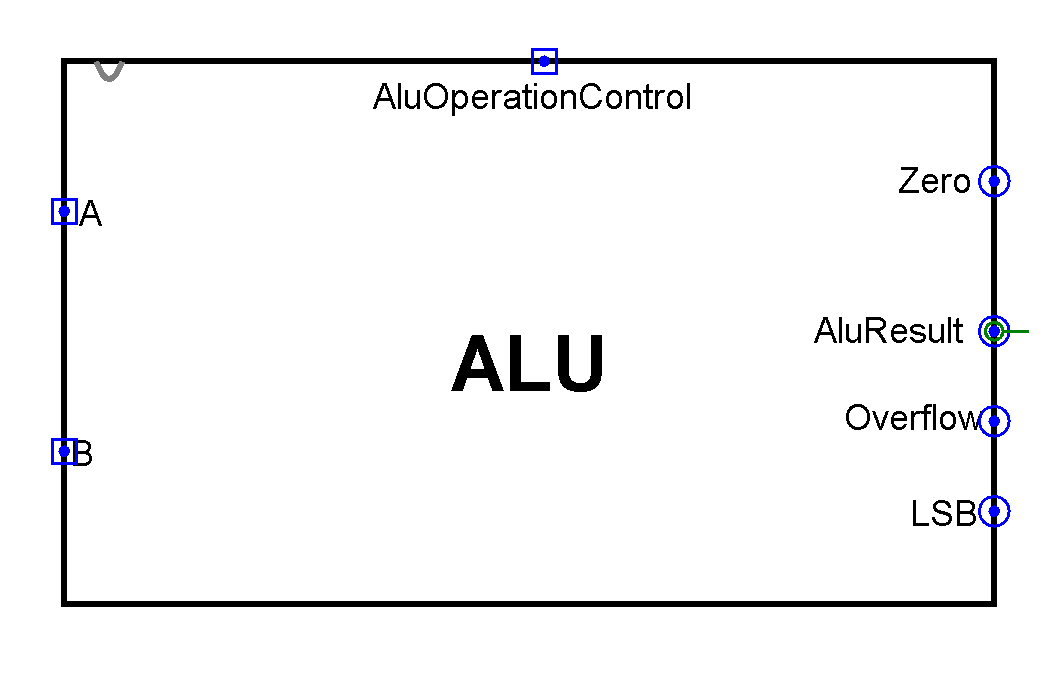 AluOperationControl
Zero
A
AluResult
ALU
Overflow
B
LSB